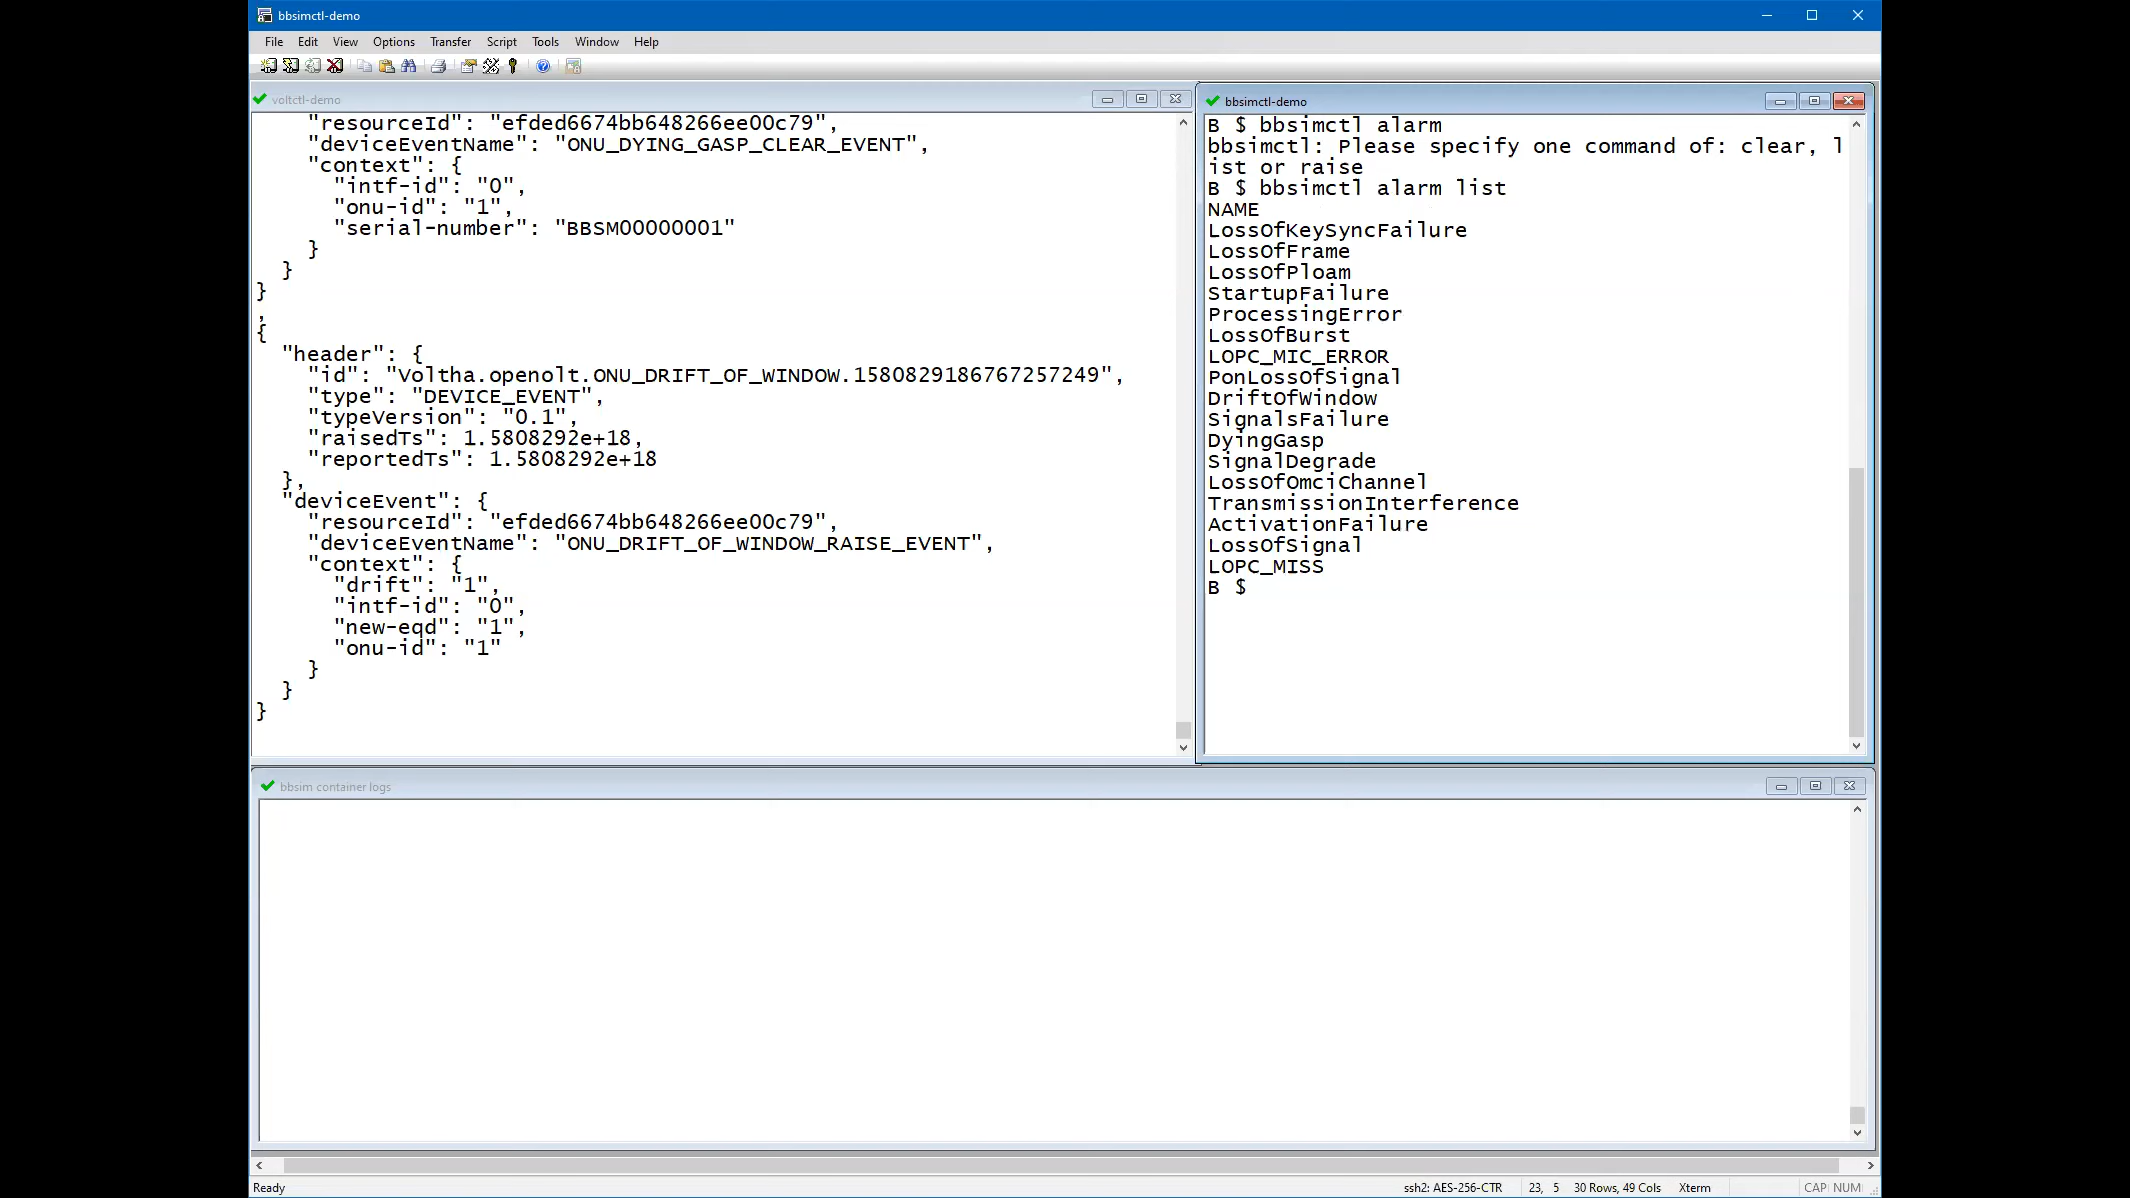 bbsimctl-demo
File Edit View Options Transfer Script Tools Window Help
voltctl-demo
"resourceId": "efded6674bb648266ee00c79",
"deviceEventName": "ONU_DYING_GASP_CLEAR_EVENT",
"context": {
"intf-id": "0",
"onu-id": "1",
"serial-number": "BBSM00000001"
}
}
}
,
{
"header": {
"id": "Voltha.openolt.ONU_DRIFT_OF_WINDOW.1580829186767257249",
"type": "DEVICE_EVENT",
"typeVersion": "0.1",
"raisedTs": 1.5808292e+18,
"reportedTs": 1.5808292e+18
},
"deviceEvent": {
"resourceId": "efded6674bb648266ee00c79",
"deviceEventName": "ONU_DRIFT_OF_WINDOW_RAISE_EVENT",
"context": {
"drift": "1",
"intf-id": "0",
"new-eqd": "1",
"onu-id": "1"
}
}
}
bbsimctl-demo
B $ bbsimctl alarm
bbsimctl: Please specify one command of: clear, l
ist or raise
B $ bbsimctl alarm list
NAME
LossOfKeySyncFailure
LossOfFrame
LossOfPloam
StartupFailure
ProcessingError
LossOfBurst
LOPC_MIC_ERROR
PonLossOfSignal
DriftOfWindow
SignalsFailure
DyingGasp
SignalDegrade
LossOfOmciChannel
TransmissionInterference
ActivationFailure
LossOfSignal
LOPC_MISS
B $
bbsim container logs
Ready
ssh2: AES-256-CTR 23, 5 30 Rows, 49 Cols Xterm CAP NUM